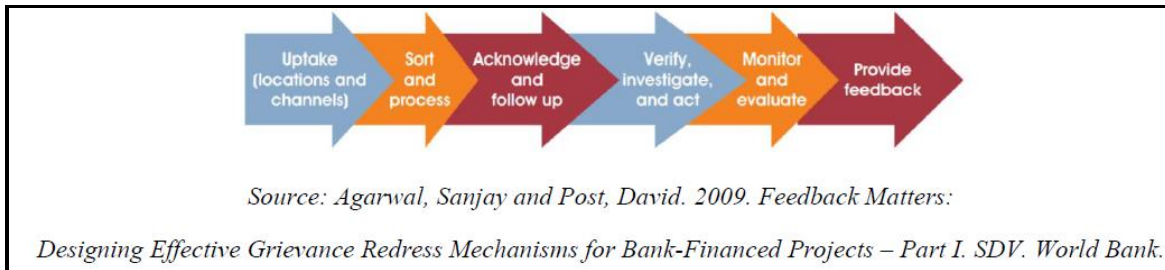 Uptake
(locations and
channels)
Sort
and
process
Acknowledge
and
follow up
Verify,
investigate,
and act
Monitor
and
evaluate
Provide
feedback
Source: Agarwal, Sanjay and Post, David. 2009. Feedback Matters:
Designing Effective Grievance Redress Mechanisms for Bank-Financed Projects – Part I. SDV. World Bank.